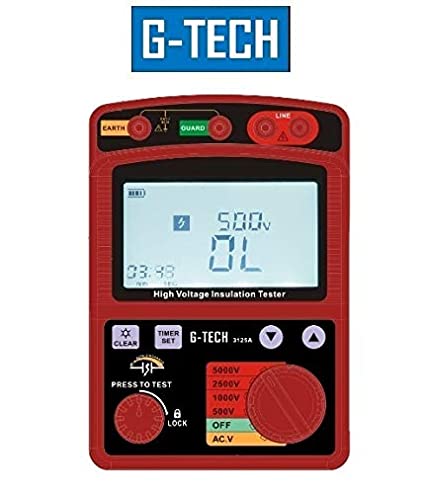 G-TECH
EARTH
GUARD
LINE
500V
OL
03:48
High Voltage Insulation Tester
CLEAR
TIMER
SET
G-TECH 3125A
PRESS TO TEST
LOCK
5000V
2500V
1000V
500V
OFF
AC.V